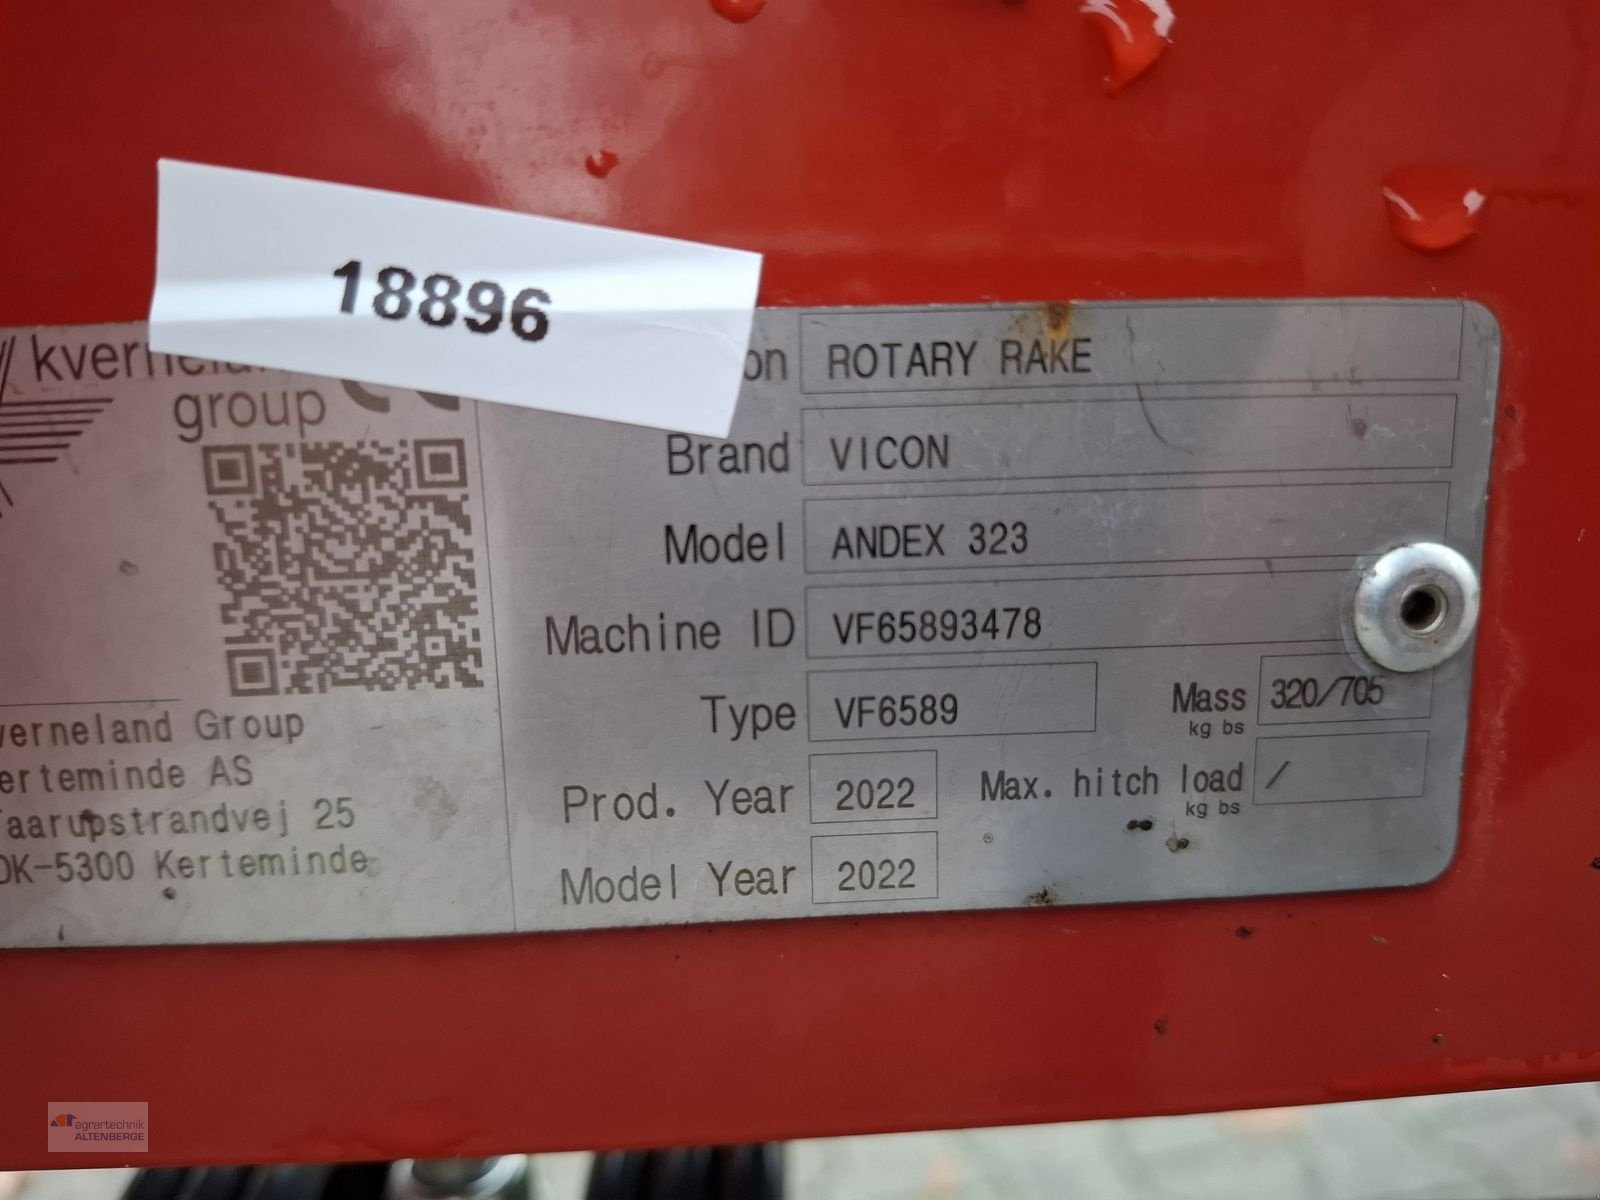 18896
group
ROTARY RAKE
Brand VICON
Model ANDEX 323
Machine ID VF65893478
Type VF6589
Mass 320/705
kg bs
Prod. Year 2022
Max. hitch load /
kg bs
Model Year 2022
verneland Group
erteminde AS
aarupstrandvej 25
DK-5300 Kerteminde
agrartechnik
ALTENBERGE